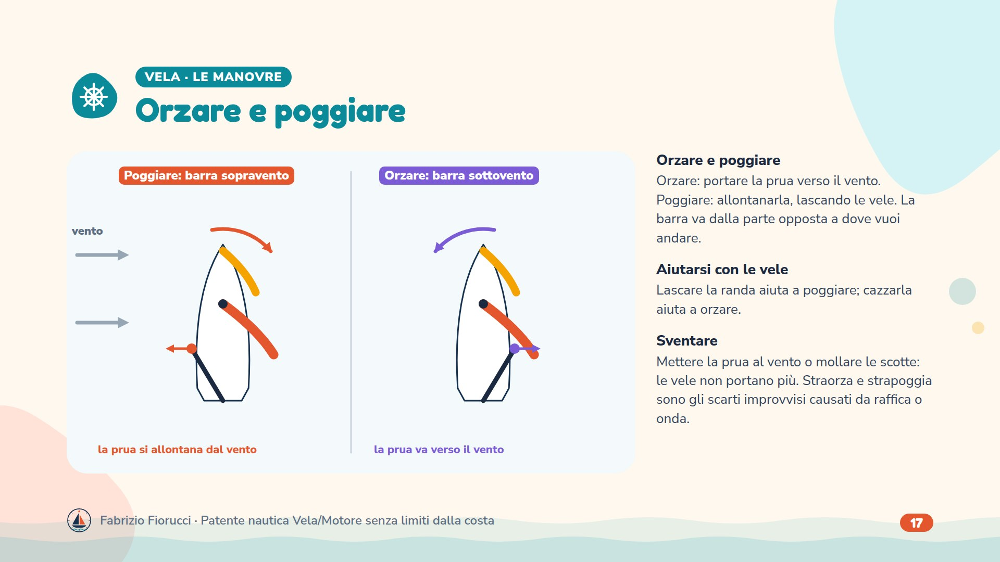 VELA · LE MANOVRE
Orzare e poggiare
Poggiare: barra sopravento
Orzare: barra sottovento
vento
la prua si allontana dal vento
la prua va verso il vento
Orzare e poggiare
Orzare: portare la prua verso il vento.
Poggiare: allontanarla, lascando le vele. La
barra va dalla parte opposta a dove vuoi
andare.
Aiutarsi con le vele
Lascare la randa aiuta a poggiare; cazzarla
aiuta a orzare.
Sventare
Mettere la prua al vento o mollare le scotte:
le vele non portano più. Straorza e strapoggia
sono gli scarti improvvisi causati da raffica o
onda.
Fabrizio Fiorucci · Patente nautica Vela/Motore senza limiti dalla costa
17